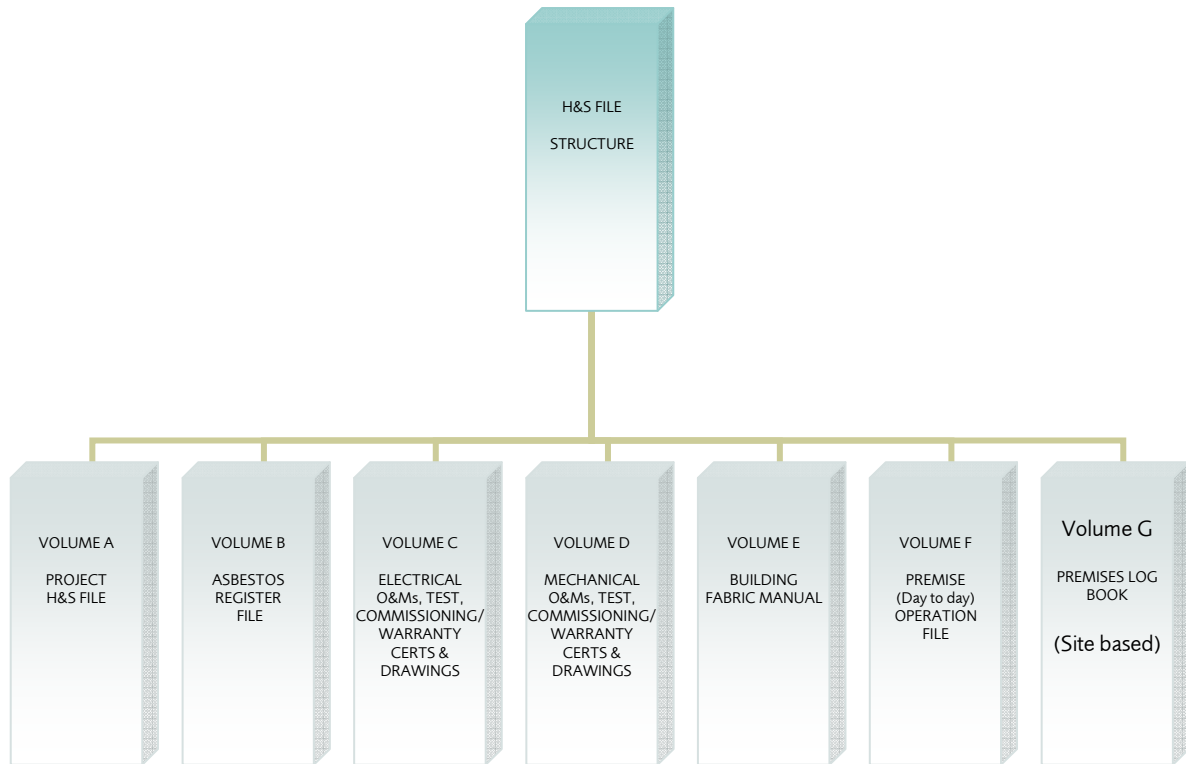 H&S FILE
STRUCTURE
VOLUME A
PROJECT
H&S FILE
VOLUME B
ASBESTOS
REGISTER
FILE
VOLUME C
ELECTRICAL
O&Ms, TEST,
COMMISSIONING/
WARRANTY
CERTS &
DRAWINGS
VOLUME D
MECHANICAL
O&Ms, TEST,
COMMISSIONING/
WARRANTY
CERTS &
DRAWINGS
VOLUME E
BUILDING
FABRIC MANUAL
VOLUME F
PREMISE
(Day to day)
OPERATION
FILE
Volume G
PREMISES LOG
BOOK
(Site based)